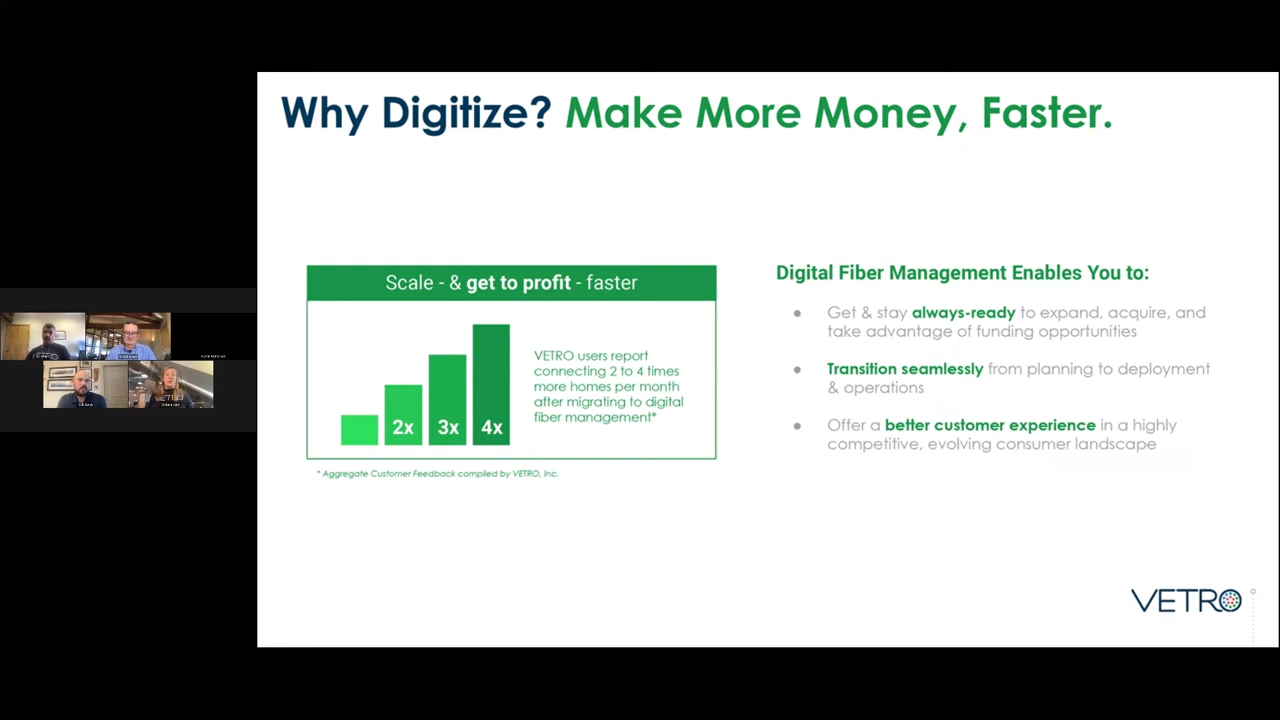 Why Digitize? Make More Money, Faster.
Scale - & get to profit - faster
VETRO users report
connecting 2 to 4 times
more homes per month
after migrating to digital
fiber management*
2x
3x
4x
* Aggregate Customer Feedback compiled by VETRO, Inc.
Digital Fiber Management Enables You to:
● Get & stay always-ready to expand, acquire, and
take advantage of funding opportunities
● Transition seamlessly from planning to deployment
& operations
● Offer a better customer experience in a highly
competitive, evolving consumer landscape
VETRO